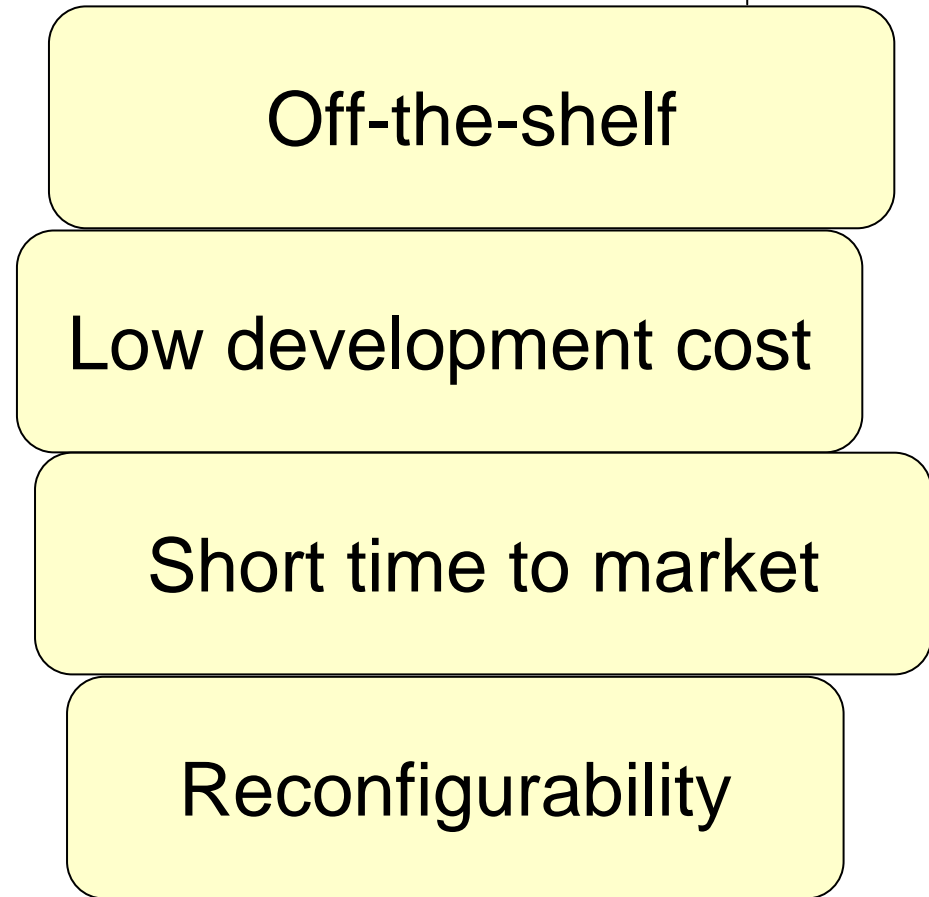 Off-the-shelf
Low development cost
Short time to market
Reconfigurability